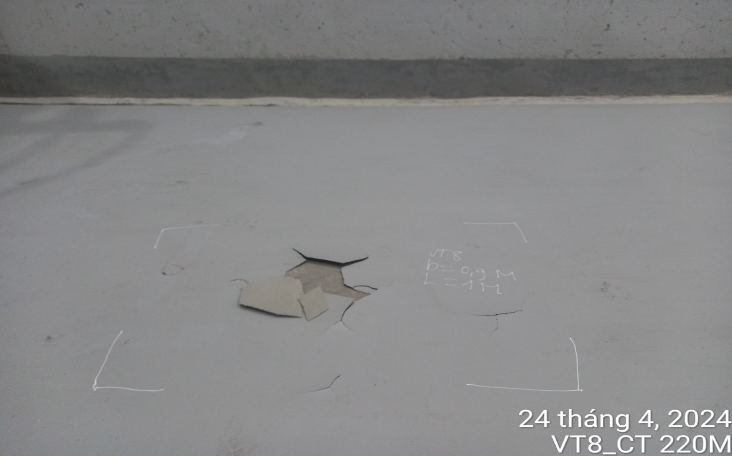 VT8
b = 0,9 M
L = 1 M
24 tháng 4, 2024
VT8_CT 220M